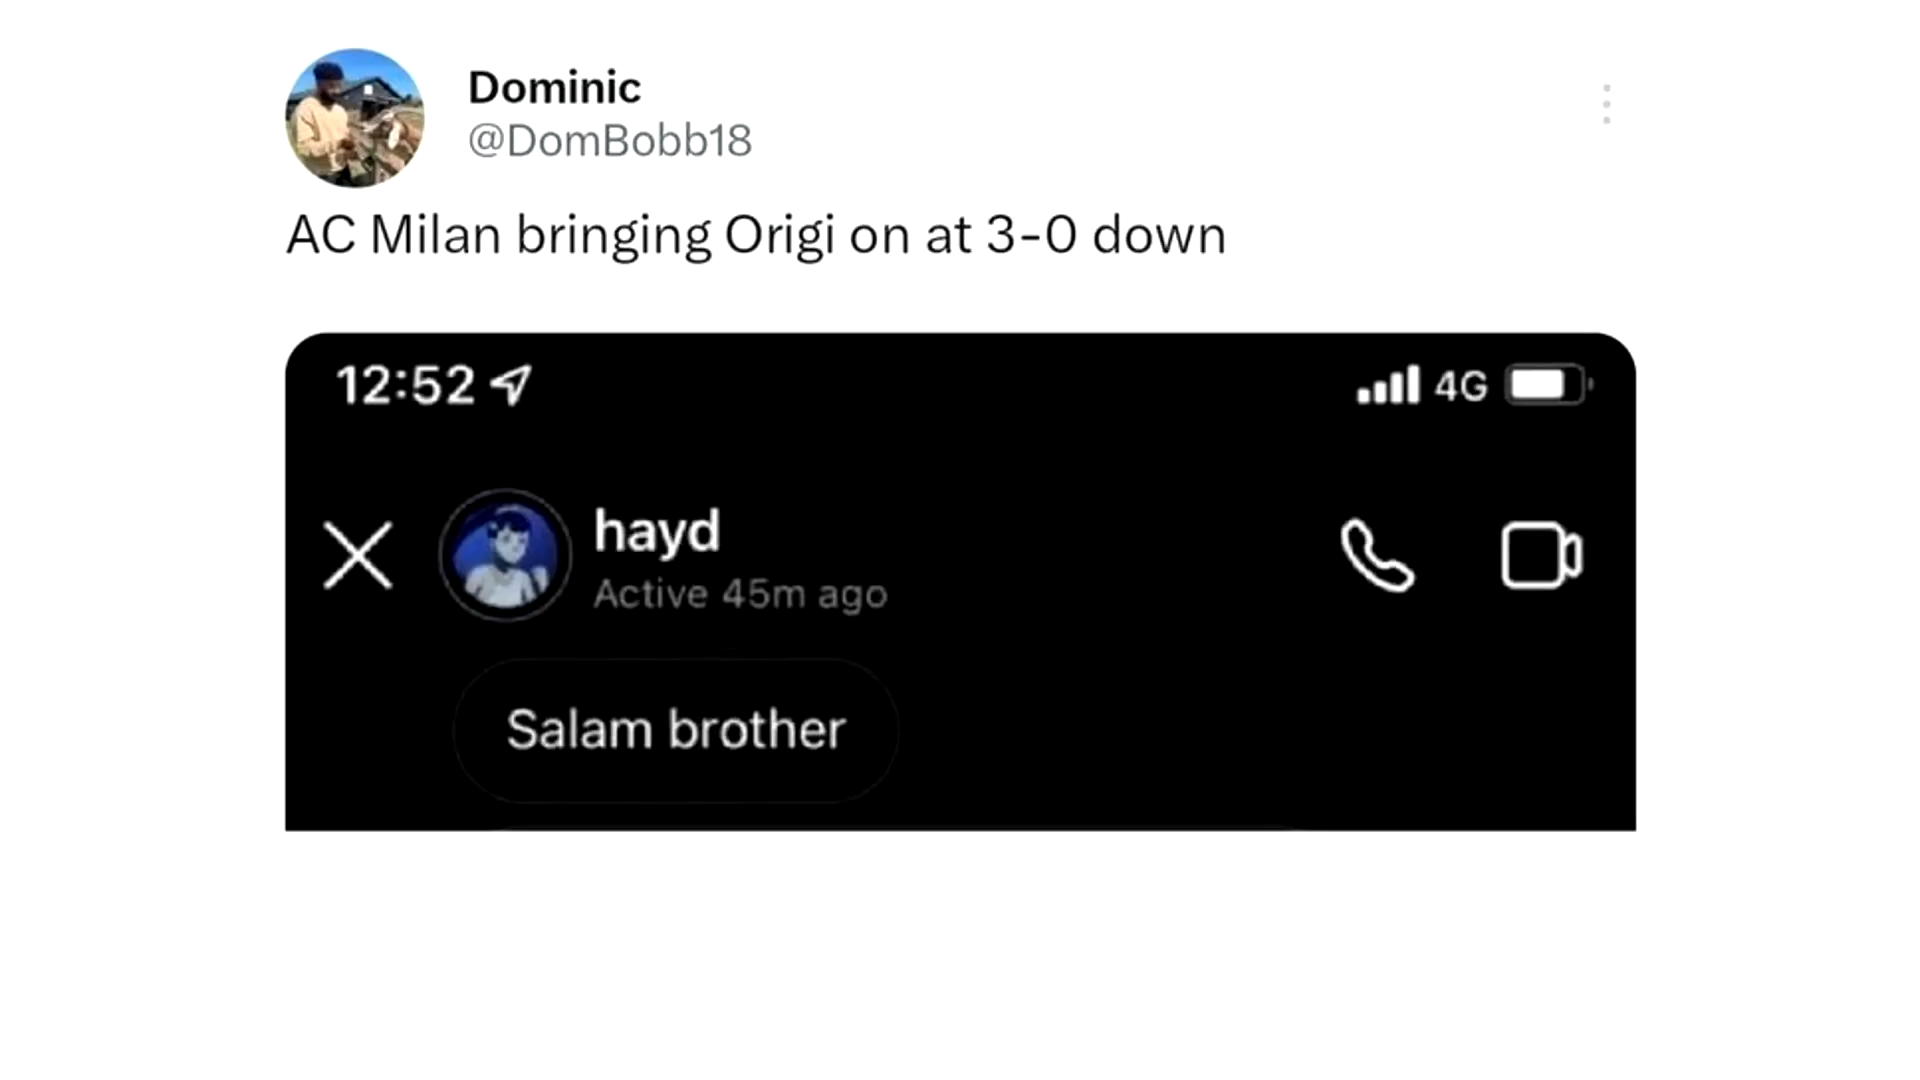 Dominic
@DomBobb18
AC Milan bringing Origi on at 3-0 down
12:52 4G
hayd
Active 45m ago
Salam brother